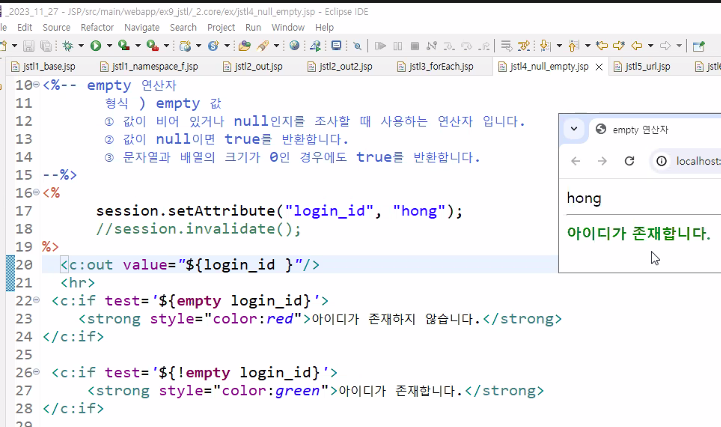 _2023_11_27 - JSP/src/main/webapp/ex9_jstl/_2.core/ex/jstl4_null_empty.jsp - Eclipse IDE
Edit Source Refactor Navigate Search Project Run Window Help
jstl1_base.jsp jstl1_namespace_f.jsp jstl2_out.jsp jstl2_out2.jsp jstl3_forEach.jsp jstl4_null_empty.jsp jstl5_url.jsp
10 <%-- empty 연산자
11 형식 ) empty 값
12 ① 값이 비어 있거나 null인지를 조사할 때 사용하는 연산자 입니다.
13 ② 값이 null이면 true를 반환합니다.
14 ③ 문자열과 배열의 크기가 0인 경우에도 true를 반환합니다.
15 --%>
16 <%
17 session.setAttribute("login_id", "hong");
18 //session.invalidate();
19 %>
20 <c:out value="${login_id }"/>
21 <hr>
22 <c:if test='${empty login_id}'>
23 <strong style="color:red">아이디가 존재하지 않습니다.</strong>
24 </c:if>
25
26 <c:if test='${!empty login_id}'>
27 <strong style="color:green">아이디가 존재합니다.</strong>
28 </c:if>
29
empty 연산자
localhost:
hong
아이디가 존재합니다.